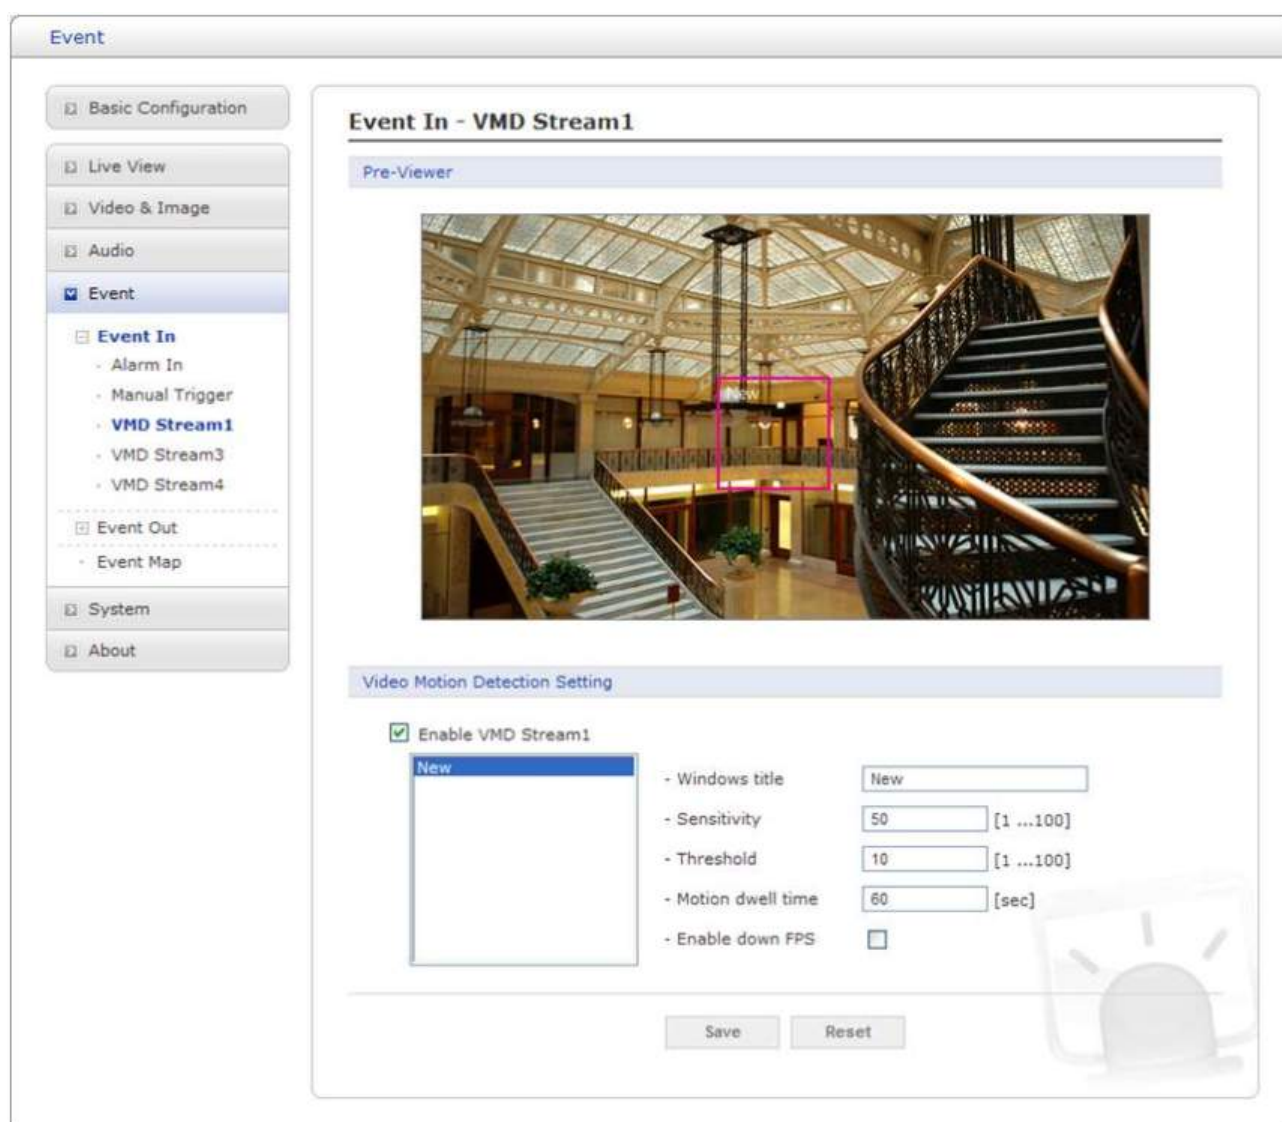 Event
Basic Configuration
Live View
Video & Image
Audio
Event
Event In
Alarm In
Manual Trigger
VMD Stream1
VMD Stream3
VMD Stream4
Event Out
Event Map
System
About
Event In - VMD Stream1
Pre-Viewer
New
Video Motion Detection Setting
Enable VMD Stream1
New
- Windows title New
- Sensitivity 50 [1 ...100]
- Threshold 10 [1 ...100]
- Motion dwell time 60 [sec]
- Enable down FPS
Save Reset